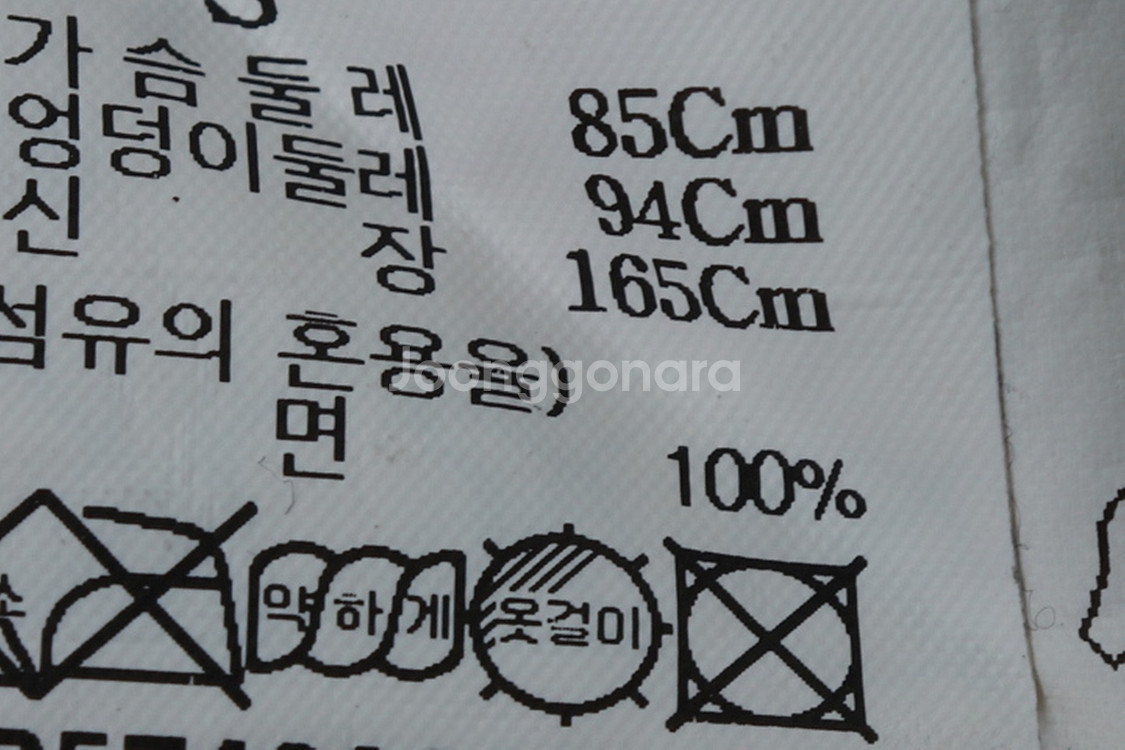 S
가 슴 둘 레 85Cm
엉덩이둘레 94Cm
신 장 165Cm
섬유의 혼용율)
Joonggonara
면 100%
소 약하게 옷걸이